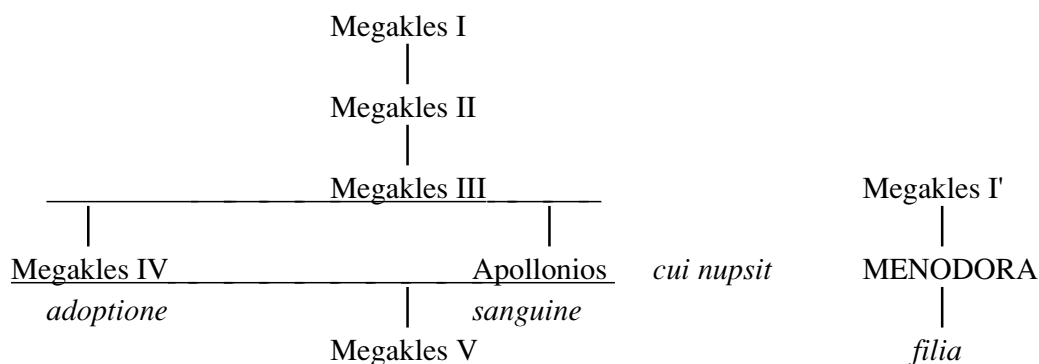 Megakles I
Megakles II
Megakles III Megakles I'
Megakles IV Apollonios cui nupsit MENODORA
adoptione sanguine
Megakles V filia